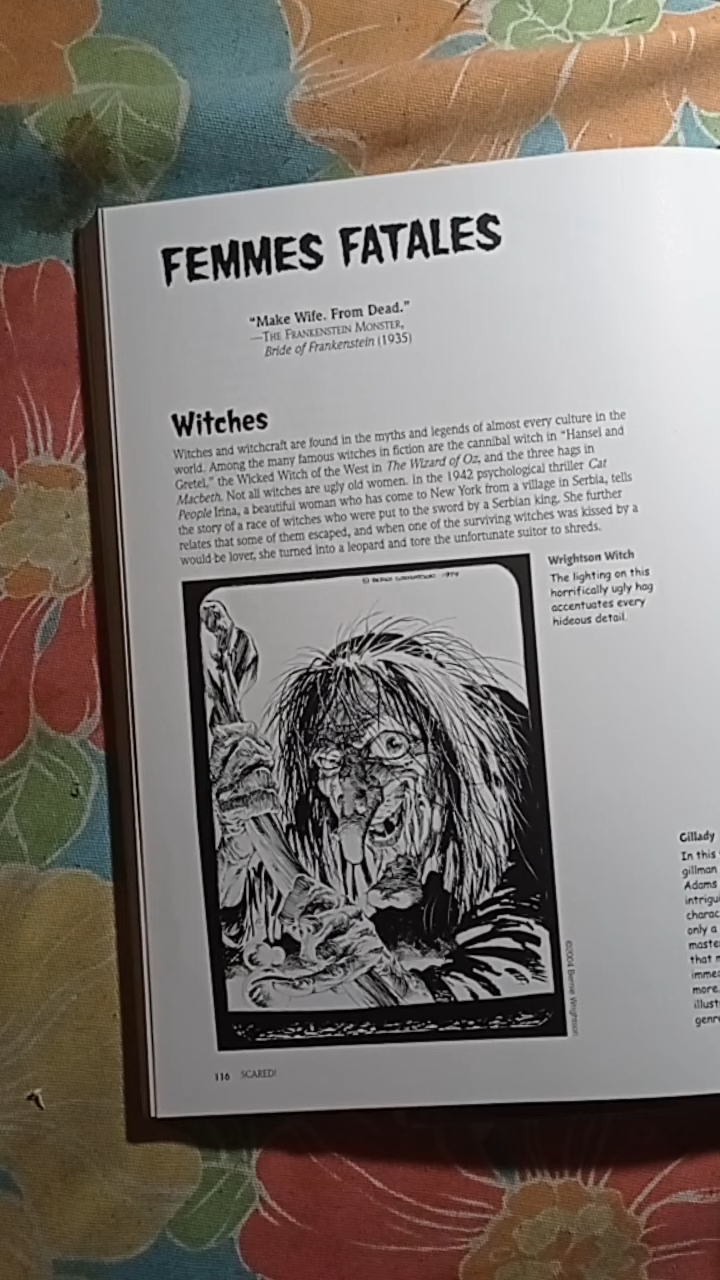 FEMMES FATALES
“Make Wife. From Dead.”
—THE FRANKENSTEIN MONSTER,
Bride of Frankenstein (1935)
Witches
Witches and witchcraft are found in the myths and legends of almost every culture in the
world. Among the many famous witches in fiction are the cannibal witch in “Hansel and
Gretel,” the Wicked Witch of the West in The Wizard of Oz, and the three hags in
Macbeth. Not all witches are ugly old women. In the 1942 psychological thriller Cat
People Irina, a beautiful woman who has come to New York from a village in Serbia, tells
the story of a race of witches who were put to the sword by a Serbian king. She further
relates that some of them escaped, and when one of the surviving witches was kissed by a
would be lover, she turned into a leopard and tore the unfortunate suitor to shreds.
Wrightson Witch
The lighting on this
horrifically ugly hag
accentuates every
hideous detail.
©2004 Bernie Wrightson
116 SCARED!
Gillady
In this
gillman
Adams
charac
only a
that m
more.